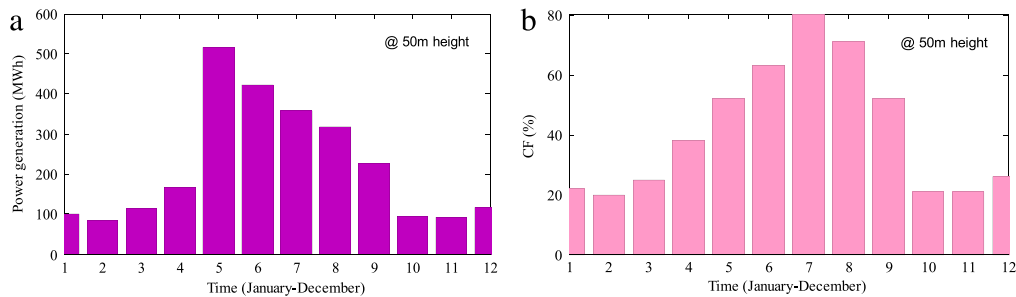 a
600
500
400
300
200
100
0
Power generation (MWh)
@ 50m height
1 2 3 4 5 6 7 8 9 10 11 12
Time (January-December)
b
80
60
40
20
0
CF (%)
@ 50m height
1 2 3 4 5 6 7 8 9 10 11 12
Time (January-December)